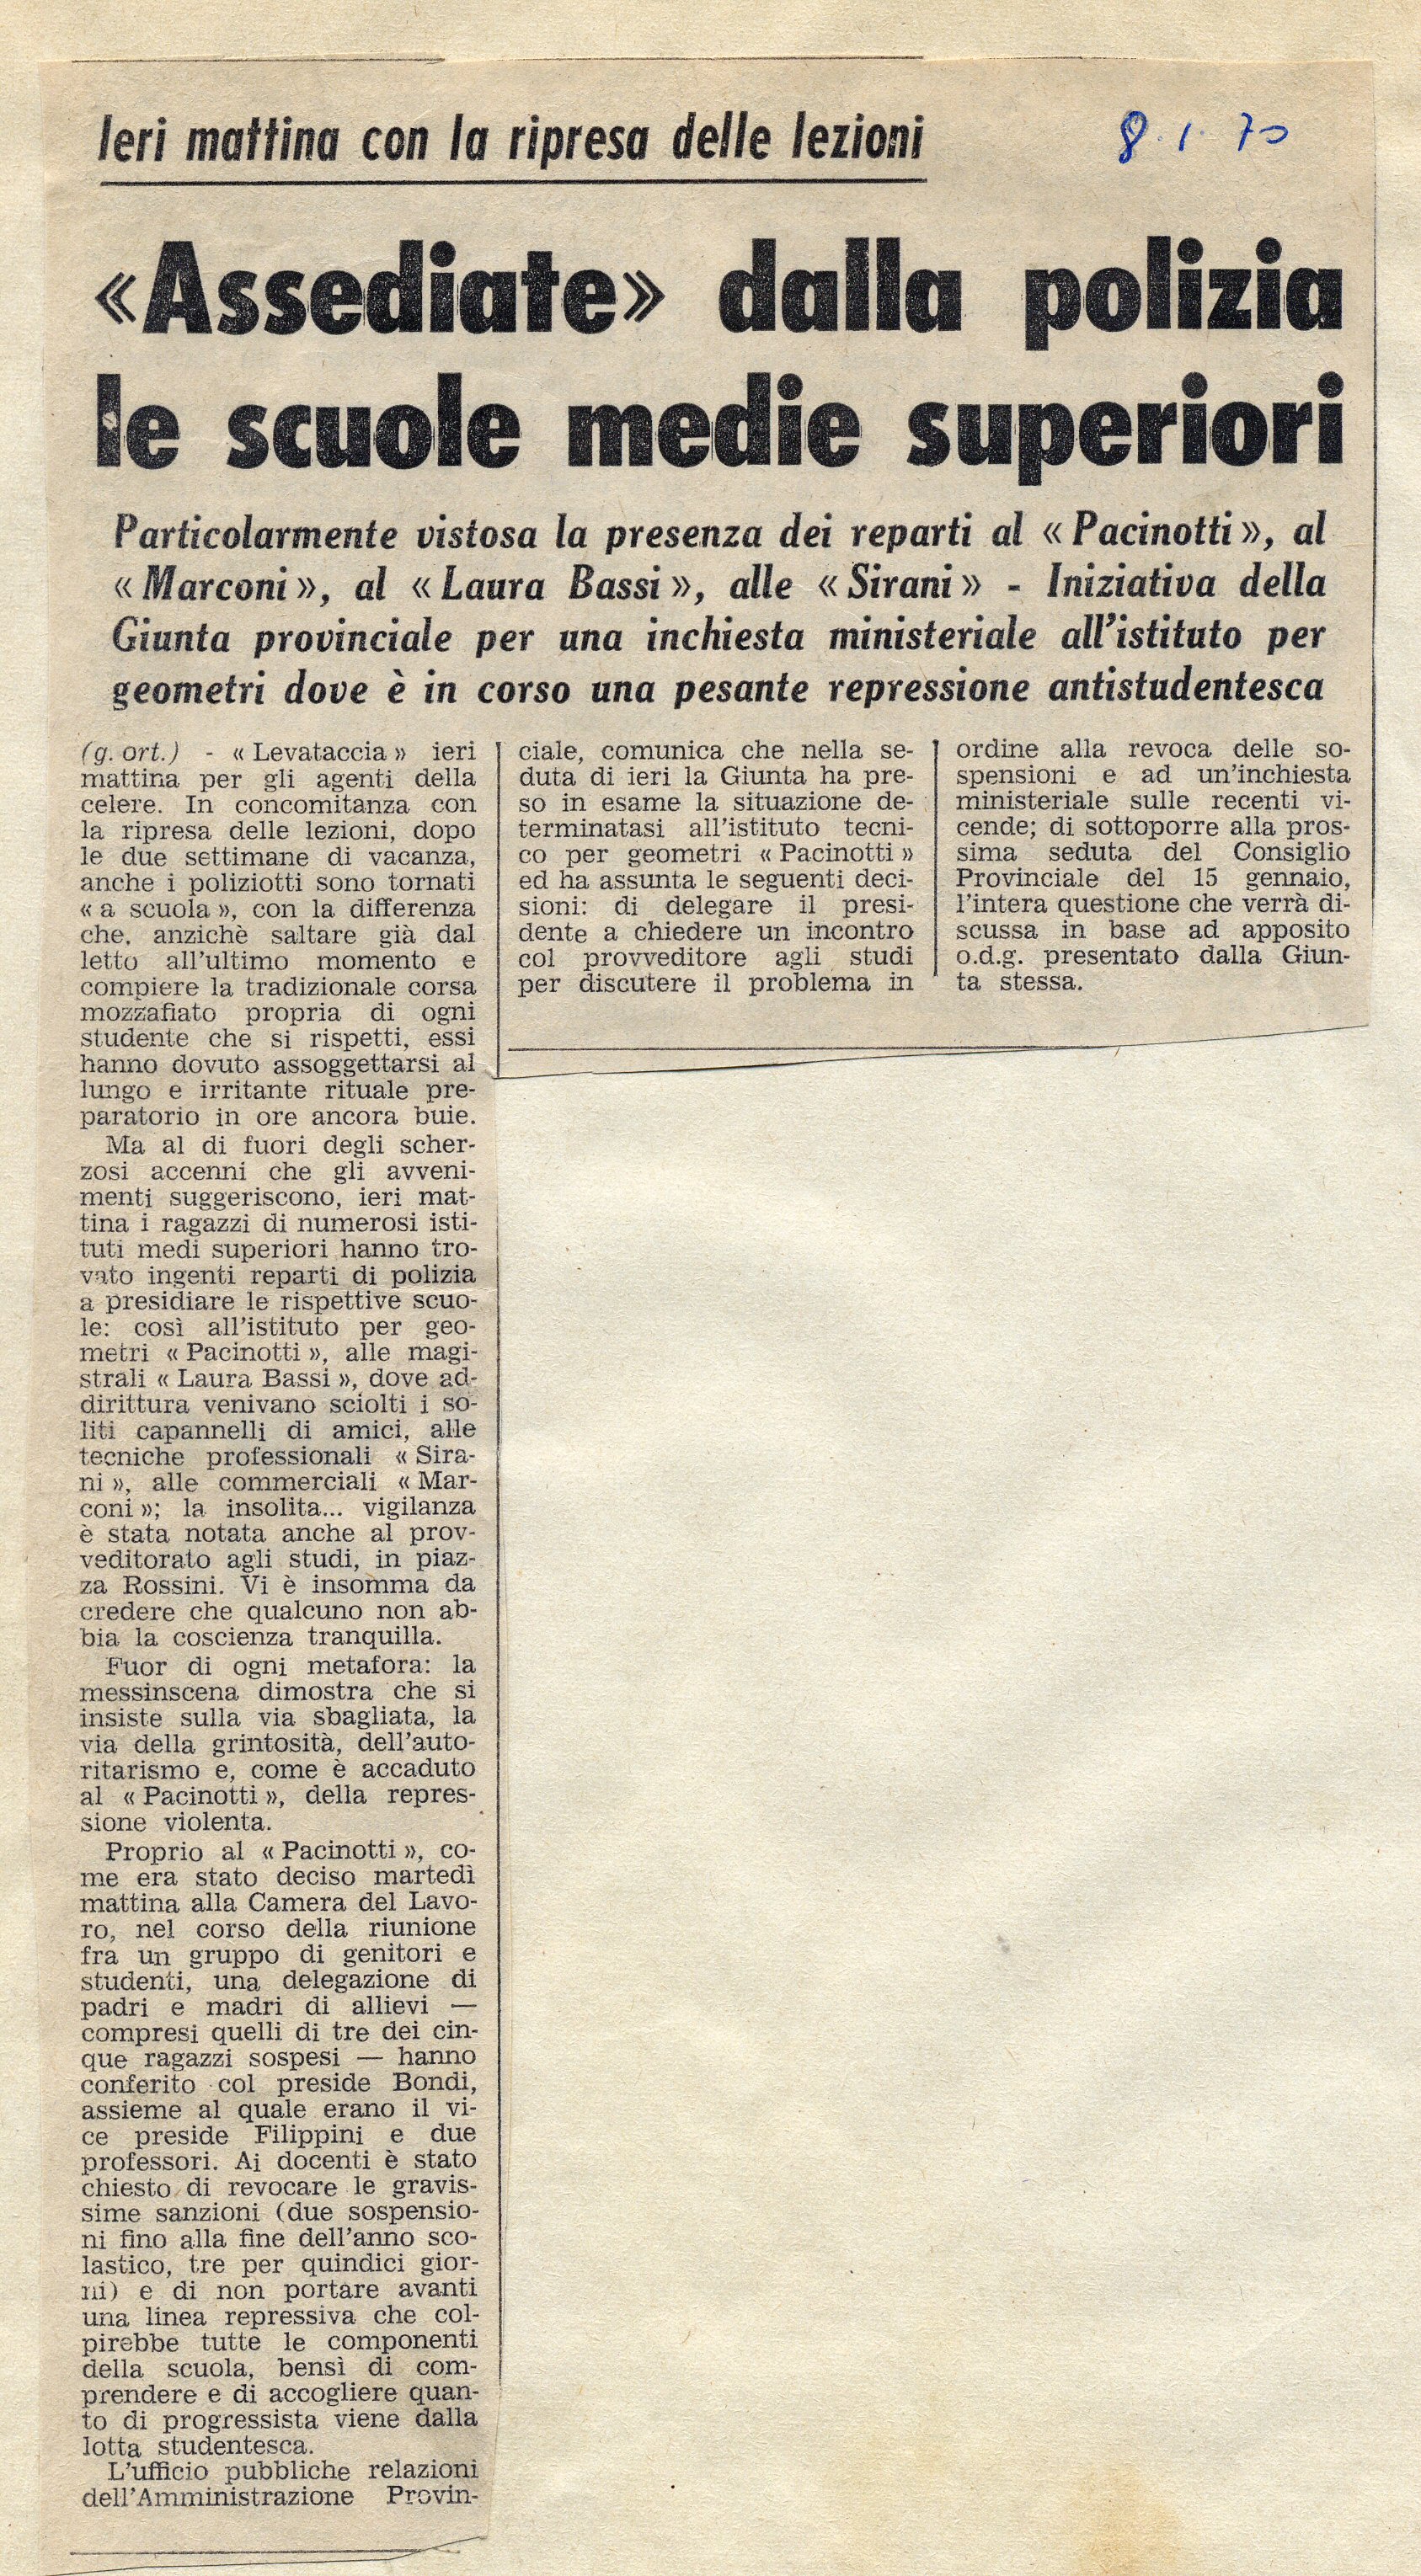 Ieri mattina con la ripresa delle lezioni
8.1.70
«Assediate» dalla polizia
le scuole medie superiori
Particolarmente vistosa la presenza dei reparti al « Pacinotti », al
« Marconi », al « Laura Bassi », alle « Sirani » - Iniziativa della
Giunta provinciale per una inchiesta ministeriale all'istituto per
geometri dove è in corso una pesante repressione antistudentesca
(g. ort.) - « Levataccia » ieri
mattina per gli agenti della
celere. In concomitanza con
la ripresa delle lezioni, dopo
le due settimane di vacanza,
anche i poliziotti sono tornati
« a scuola », con la differenza
che, anzichè saltare già dal
letto all'ultimo momento e
compiere la tradizionale corsa
mozzafiato propria di ogni
studente che si rispetti, essi
hanno dovuto assoggettarsi al
lungo e irritante rituale pre-
paratorio in ore ancora buie.
Ma al di fuori degli scher-
zosi accenni che gli avveni-
menti suggeriscono, ieri mat-
tina i ragazzi di numerosi isti-
tuti medi superiori hanno tro-
vato ingenti reparti di polizia
a presidiare le rispettive scuo-
le: così all'istituto per geo-
metri « Pacinotti », alle magi-
strali « Laura Bassi », dove ad-
dirittura venivano sciolti i so-
liti capannelli di amici, alle
tecniche professionali « Sira-
ni », alle commerciali « Mar-
coni »; la insolita... vigilanza
è stata notata anche al prov-
veditorato agli studi, in piaz-
za Rossini. Vi è insomma da
credere che qualcuno non ab-
bia la coscienza tranquilla.
Fuor di ogni metafora: la
messinscena dimostra che si
insiste sulla via sbagliata, la
via della grintosità, dell'auto-
ritarismo e, come è accaduto
al « Pacinotti », della repres-
sione violenta.
Proprio al « Pacinotti », co-
me era stato deciso martedì
mattina alla Camera del Lavo-
ro, nel corso della riunione
fra un gruppo di genitori e
studenti, una delegazione di
padri e madri di allievi —
compresi quelli di tre dei cin-
que ragazzi sospesi — hanno
conferito col preside Bondi,
assieme al quale erano il vi-
ce preside Filippini e due
professori. Ai docenti è stato
chiesto di revocare le gravis-
sime sanzioni (due sospensio-
ni fino alla fine dell'anno sco-
lastico, tre per quindici gior-
ni) e di non portare avanti
una linea repressiva che col-
pirebbe tutte le componenti
della scuola, bensì di com-
prendere e di accogliere quan-
to di progressista viene dalla
lotta studentesca.
L'ufficio pubbliche relazioni
dell'Amministrazione Provin-
ciale, comunica che nella se-
duta di ieri la Giunta ha pre-
so in esame la situazione de-
terminatasi all'istituto tecni-
co per geometri « Pacinotti »
ed ha assunta le seguenti deci-
sioni: di delegare il presi-
dente a chiedere un incontro
col provveditore agli studi
per discutere il problema in
ordine alla revoca delle so-
spensioni e ad un'inchiesta
ministeriale sulle recenti vi-
cende; di sottoporre alla pros-
sima seduta del Consiglio
Provinciale del 15 gennaio,
l'intera questione che verrà di-
scussa in base ad apposito
o.d.g. presentato dalla Giun-
ta stessa.